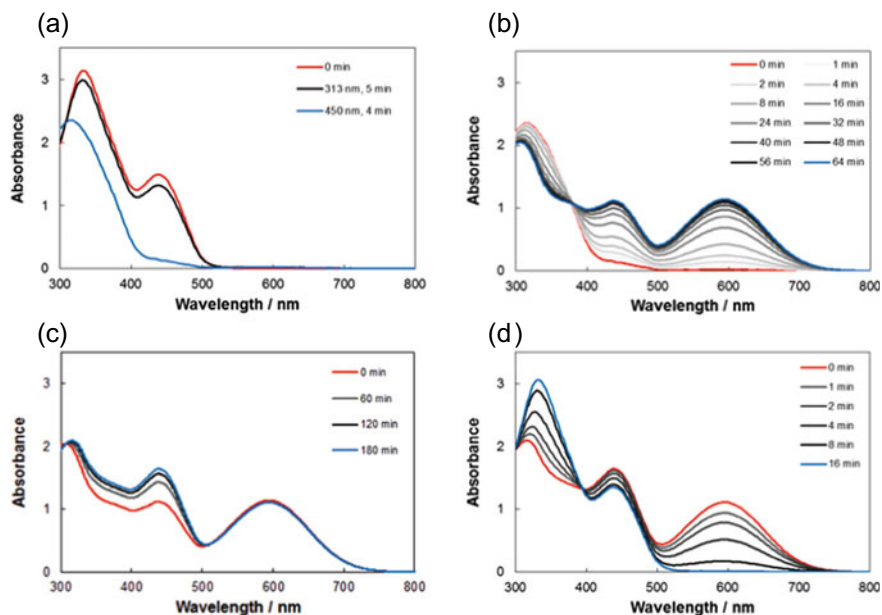 (a)
Absorbance
3
2
1
0
0 min
313 nm, 5 min
450 nm, 4 min
300 400 500 600 700 800
Wavelength / nm
(b)
Absorbance
3
2
1
0
0 min 1 min
2 min 4 min
8 min 16 min
24 min 32 min
40 min 48 min
56 min 64 min
300 400 500 600 700 800
Wavelength / nm
(c)
Absorbance
3
2
1
0
0 min
60 min
120 min
180 min
300 400 500 600 700 800
Wavelength / nm
(d)
Absorbance
3
2
1
0
0 min
1 min
2 min
4 min
8 min
16 min
300 400 500 600 700 800
Wavelength / nm